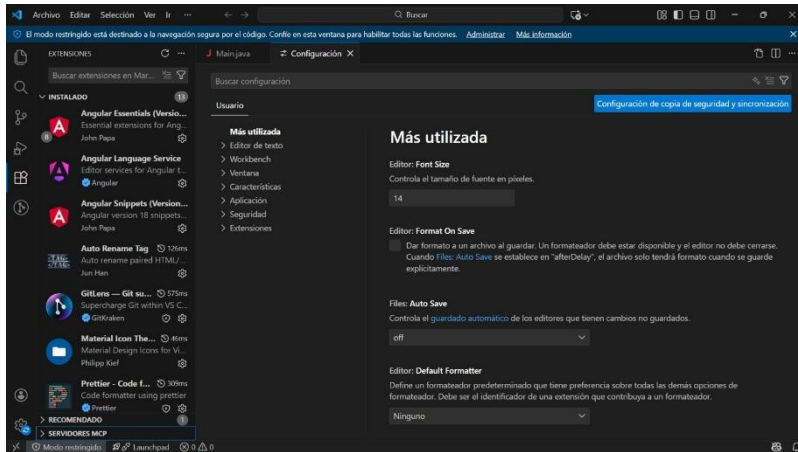 Archivo Editar Selección Ver Ir ··· Buscar
El modo restringido está destinado a la navegación segura por el código. Confíe en esta ventana para habilitar todas las funciones. Administrar Más información
EXTENSIONES
Buscar extensiones en Mar...
INSTALADO 13
Angular Essentials (Versio...
Essential extensions for Ang...
John Papa
8
Angular Language Service
Editor services for Angular t...
Angular
Angular Snippets (Version...
Angular version 18 snippets...
John Papa
Auto Rename Tag 126ms
Auto rename paired HTML/...
Jun Han
GitLens — Git su... 575ms
Supercharge Git within VS C...
GitKraken
Material Icon The... 46ms
Material Design Icons for Vi...
Philipp Kief
Prettier - Code f... 309ms
Code formatter using prettier
Prettier
RECOMENDADO 1
SERVIDORES MCP
J Main.java
Configuración
Buscar configuración
Usuario
Configuración de copia de seguridad y sincronización
Más utilizada
Editor de texto
Workbench
Ventana
Características
Aplicación
Seguridad
Extensiones
Más utilizada
Editor: Font Size
Controla el tamaño de fuente en píxeles.
14
Editor: Format On Save
Dar formato a un archivo al guardar. Un formateador debe estar disponible y el editor no debe cerrarse.
Cuando Files: Auto Save se establece en "afterDelay", el archivo solo tendrá formato cuando se guarde
explícitamente.
Files: Auto Save
Controla el guardado automático de los editores que tienen cambios no guardados.
off
Editor: Default Formatter
Define un formateador predeterminado que tiene preferencia sobre todas las demás opciones de
formateador. Debe ser el identificador de una extensión que contribuya a un formateador.
Ninguno
Modo restringido Launchpad 0 0